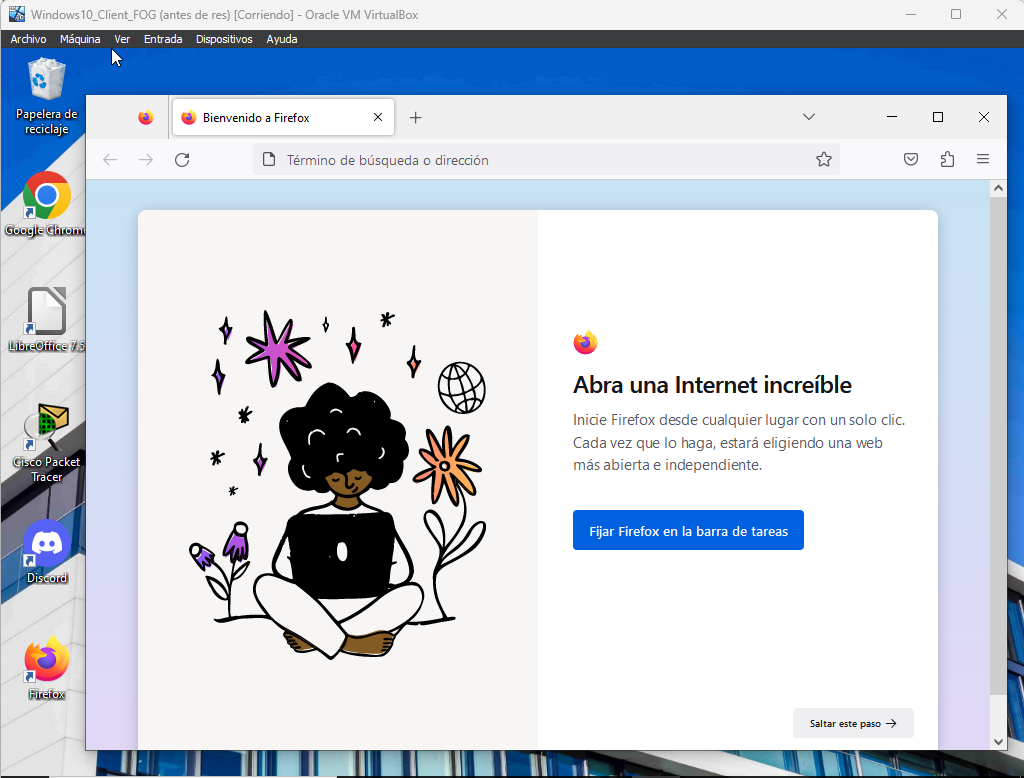 Windows10_Client_FOG (antes de res) [Corriendo] - Oracle VM VirtualBox
Archivo Máquina Ver Entrada Dispositivos Ayuda
Papelera de
reciclaje
Google Chrom
LibreOffice 7.5
Cisco Packet
Tracer
Discord
Firefox
Bienvenido a Firefox
Término de búsqueda o dirección
Abra una Internet increíble
Inicie Firefox desde cualquier lugar con un solo clic.
Cada vez que lo haga, estará eligiendo una web
más abierta e independiente.
Fijar Firefox en la barra de tareas
Saltar este paso →